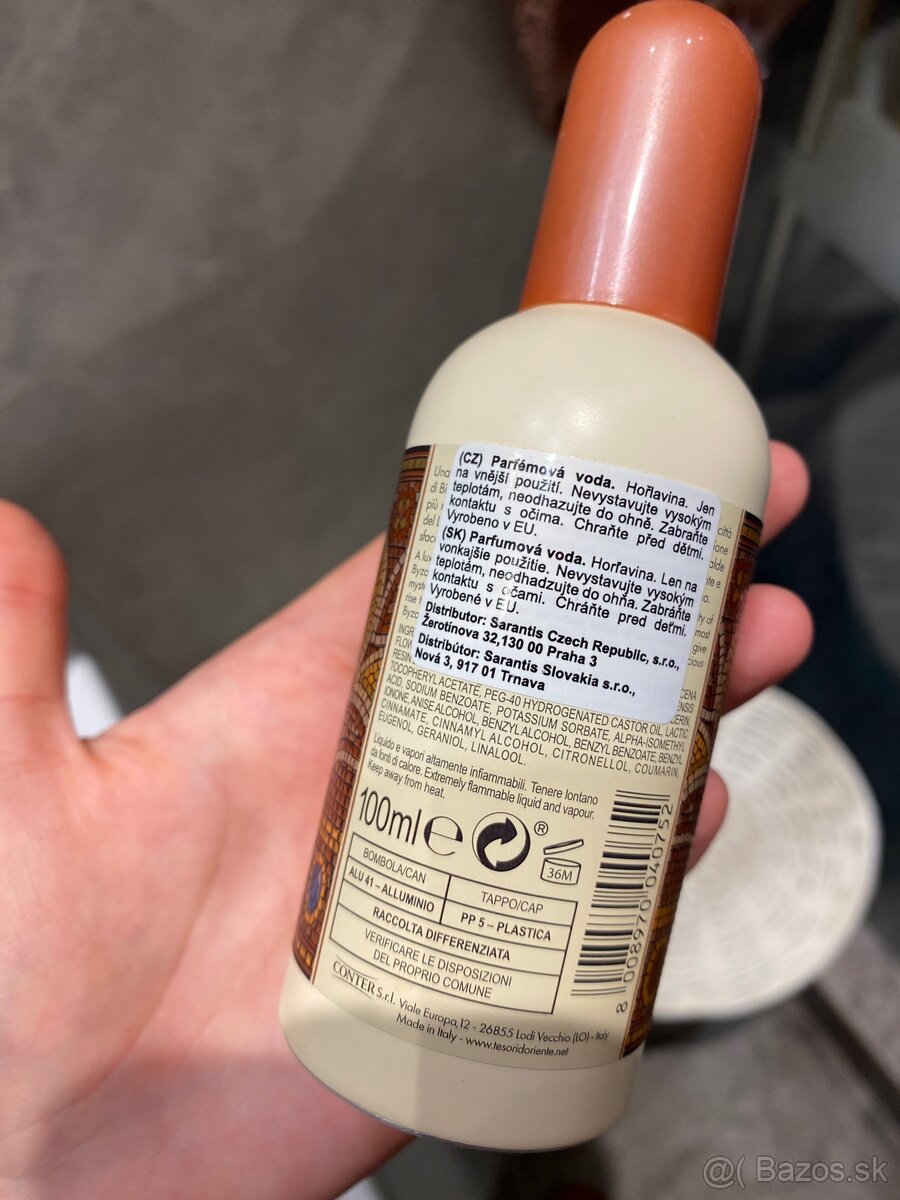 (CZ) Parfémová voda. Hořlavina. Jen
na vnější použití. Nevystavujte vysokým
teplotám, neodhazujte do ohně. Zabraňte
kontaktu s očima. Chraňte před dětmi.
Vyrobeno v EU.
(SK) Parfumová voda. Horľavina. Len na
vonkajšie použitie. Nevystavujte vysokým
teplotám, neodhadzujte do ohňa. Zabráňte
kontaktu s očami. Chráňte pred deťmi.
Vyrobené v EU.
Distributor: Sarantis Czech Republic, s.r.o.,
Žerotínova 32,130 00 Praha 3
Distribútor: Sarantis Slovakia s.r.o.,
Nová 3, 917 01 Trnava
TOCOPHERYL ACETATE, PEG-40 HYDROGENATED CASTOR OIL, LACTIC
ACID, SODIUM BENZOATE, POTASSIUM SORBATE, ALPHA-ISOMETHYL
IONONE, ANISE ALCOHOL, BENZYL ALCOHOL, BENZYL BENZOATE, BENZYL
CINNAMATE, CINNAMYL ALCOHOL, CITRONELLOL, COUMARIN,
EUGENOL, GERANIOL, LINALOOL.
Liquido e vapori altamente infiammabili. Tenere lontano
da fonti di calore. Extremely flammable liquid and vapour.
Keep away from heat.
100ml e ®
36M
BOMBOLA/CAN TAPPO/CAP
ALU 41 – ALLUMINIO PP 5 – PLASTICA
RACCOLTA DIFFERENZIATA
VERIFICARE LE DISPOSIZIONI
DEL PROPRIO COMUNE
8 008970 040752
CONTER S.r.l. Viale Europa,12 - 26855 Lodi Vecchio (LO) - Italy
Made in Italy - www.tesoridoriente.net
@( Bazos.sk